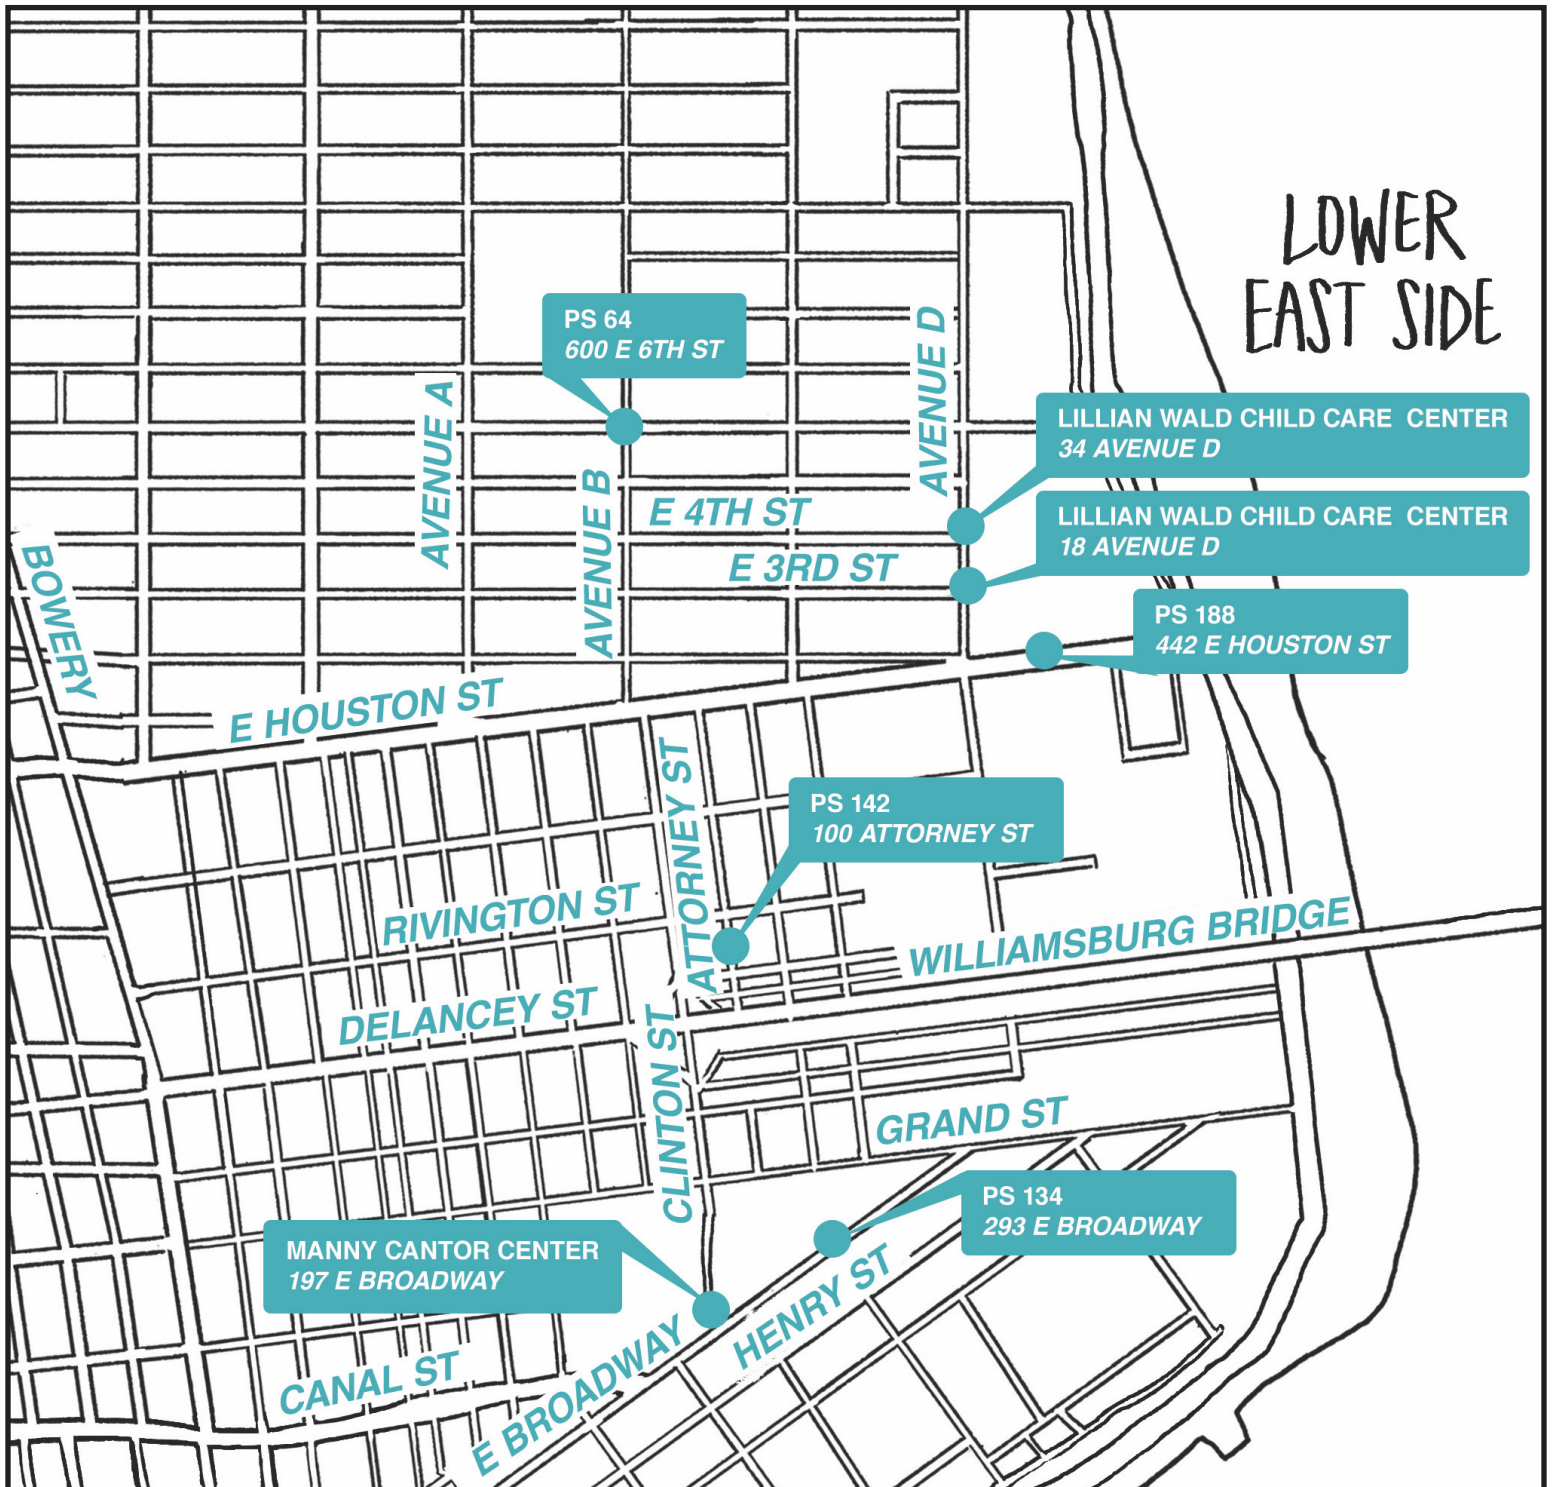 LOWER
EAST SIDE
PS 64
600 E 6TH ST
AVENUE D
AVENUE A
LILLIAN WALD CHILD CARE CENTER
34 AVENUE D
AVENUE B
E 4TH ST
LILLIAN WALD CHILD CARE CENTER
18 AVENUE D
E 3RD ST
BOWERY
PS 188
442 E HOUSTON ST
E HOUSTON ST
ATTORNEY ST
PS 142
100 ATTORNEY ST
RIVINGTON ST
WILLIAMSBURG BRIDGE
DELANCEY ST
CLINTON ST
GRAND ST
PS 134
293 E BROADWAY
MANNY CANTOR CENTER
197 E BROADWAY
HENRY ST
E BROADWAY
CANAL ST